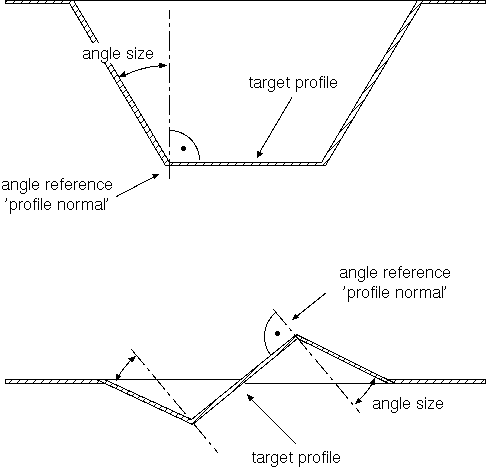 angle size
target profile
angle reference
'profile normal'
angle reference
'profile normal'
angle size
target profile